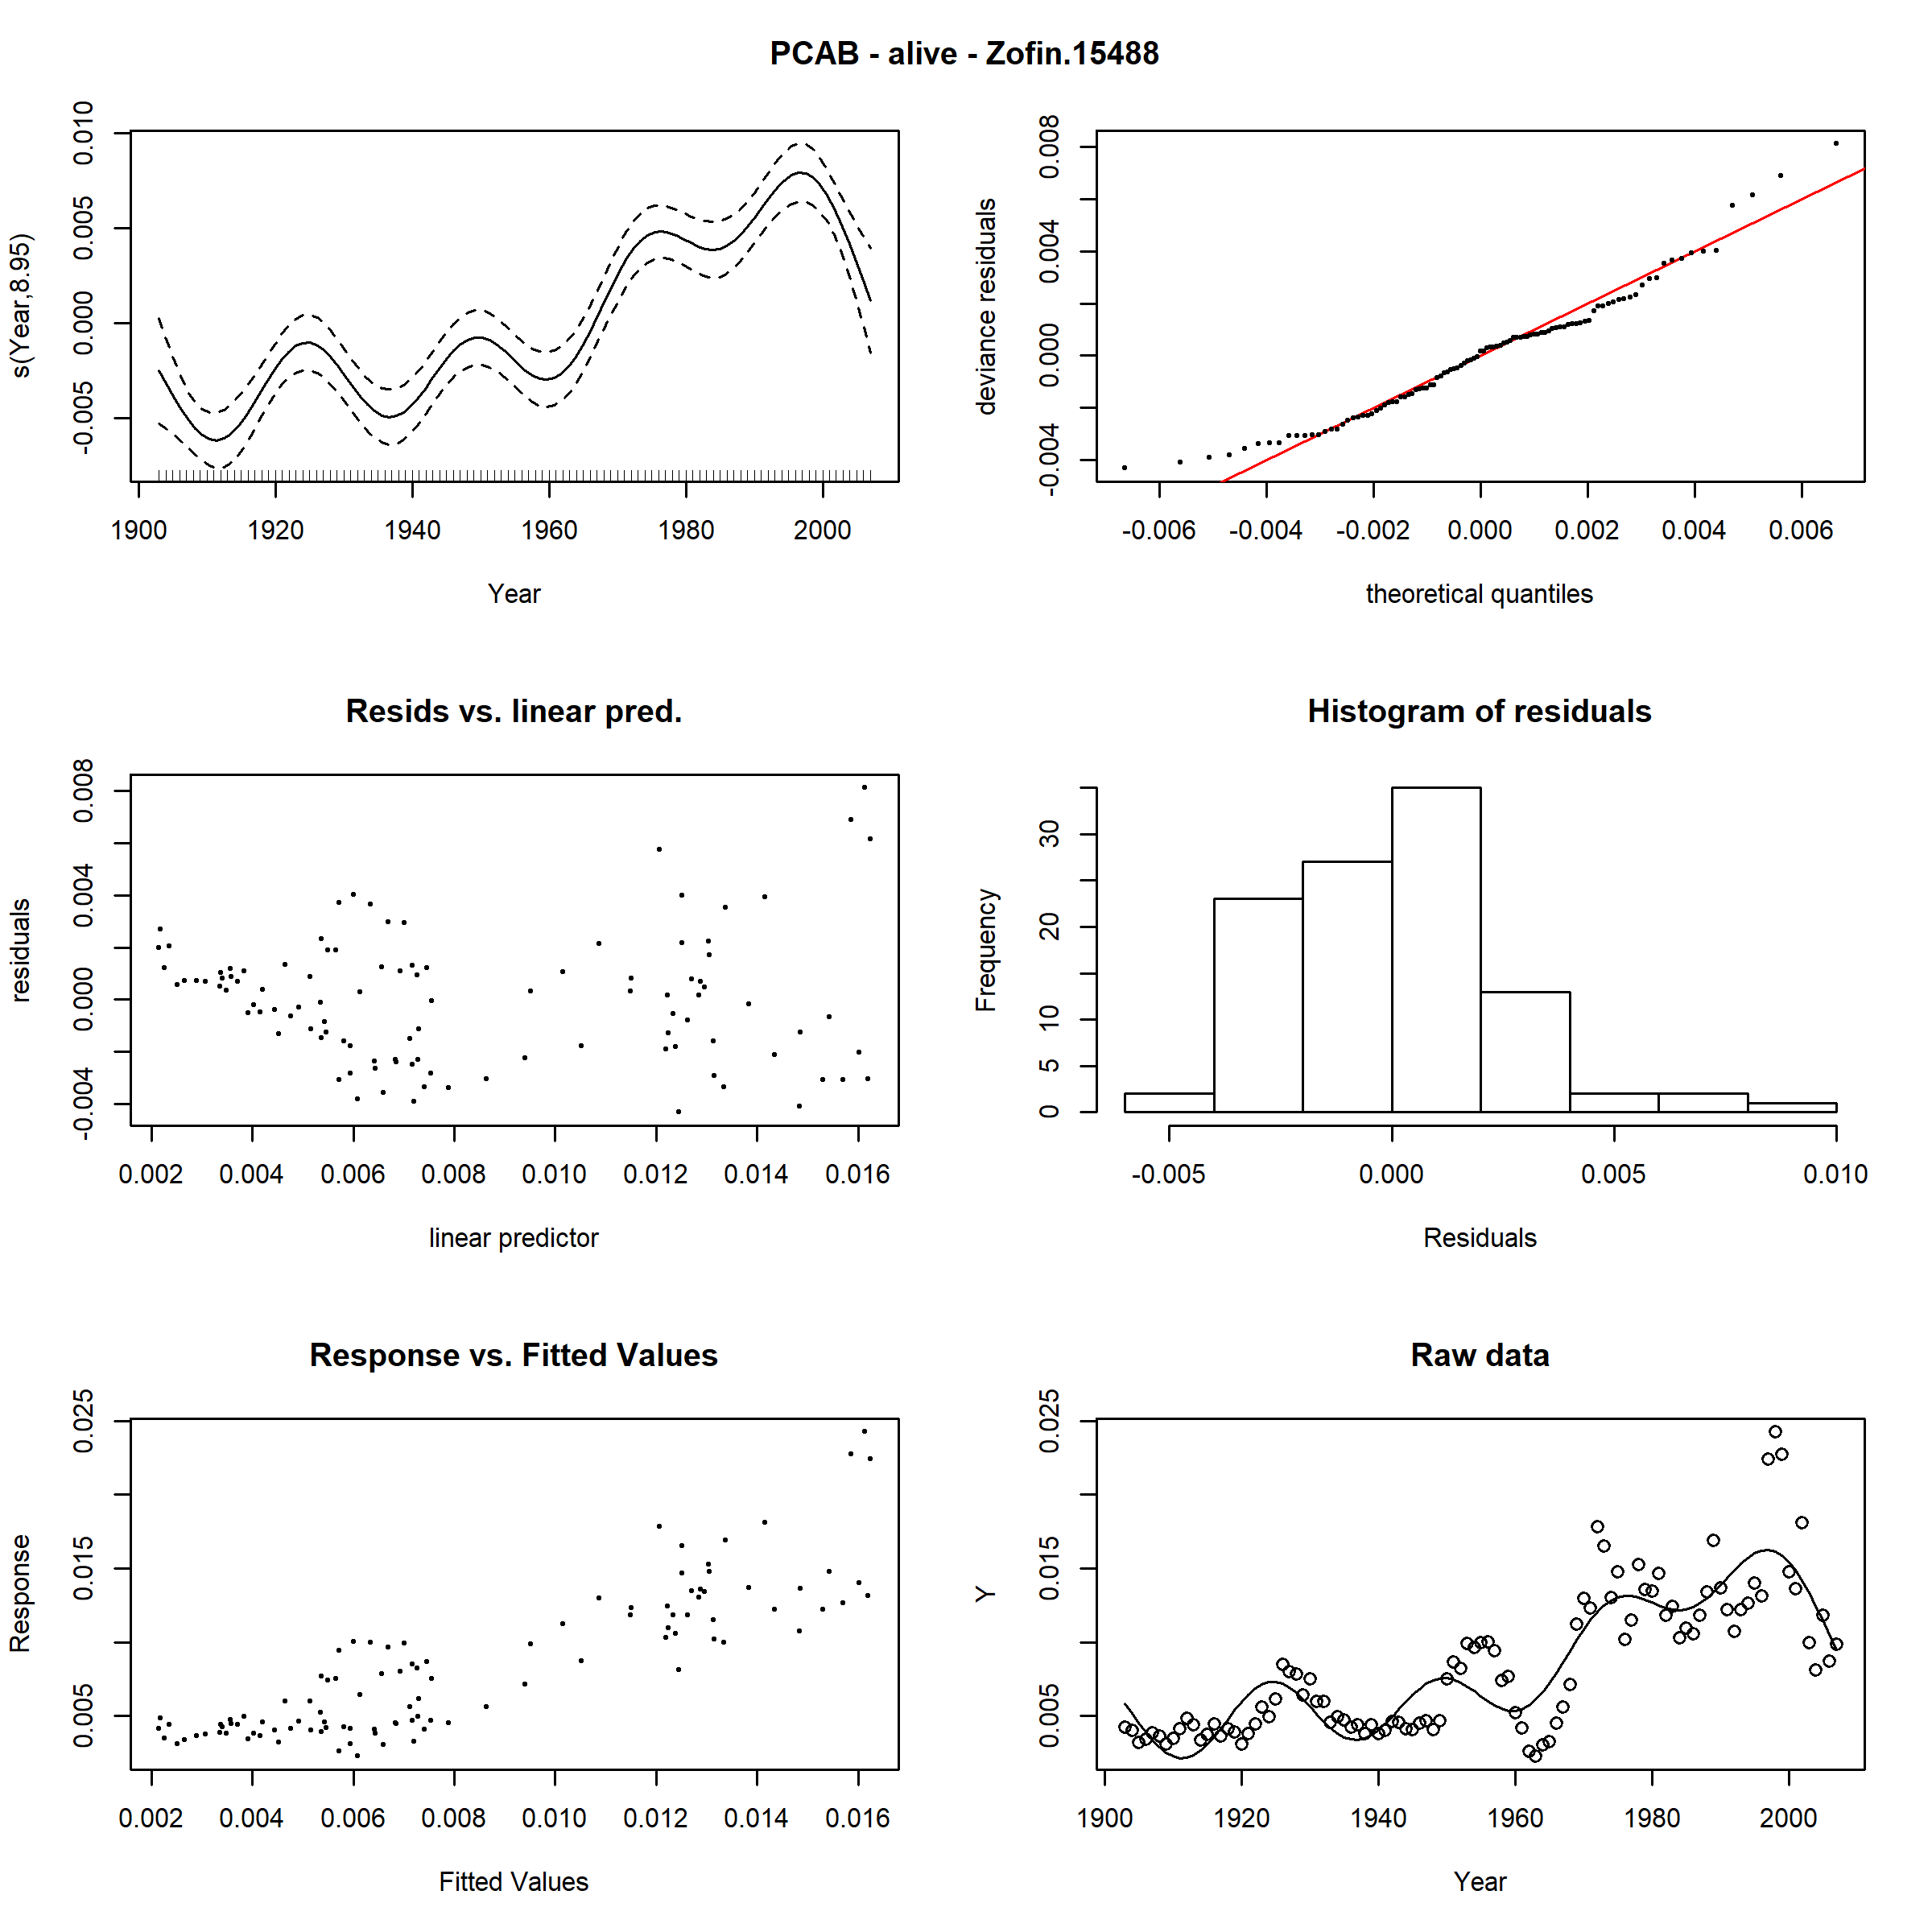 PCAB - alive - Zofin.15488
s(Year,8.95)
-0.005 0.000 0.005 0.010
1900 1920 1940 1960 1980 2000
Year
deviance residuals
-0.004 0.000 0.004 0.008
-0.006 -0.004 -0.002 0.000 0.002 0.004 0.006
theoretical quantiles
Resids vs. linear pred.
residuals
-0.004 0.000 0.004 0.008
0.002 0.004 0.006 0.008 0.010 0.012 0.014 0.016
linear predictor
Histogram of residuals
Frequency
0 5 10 20 30
-0.005 0.000 0.005 0.010
Residuals
Response vs. Fitted Values
Response
0.005 0.015 0.025
0.002 0.004 0.006 0.008 0.010 0.012 0.014 0.016
Fitted Values
Raw data
Y
0.005 0.015 0.025
1900 1920 1940 1960 1980 2000
Year